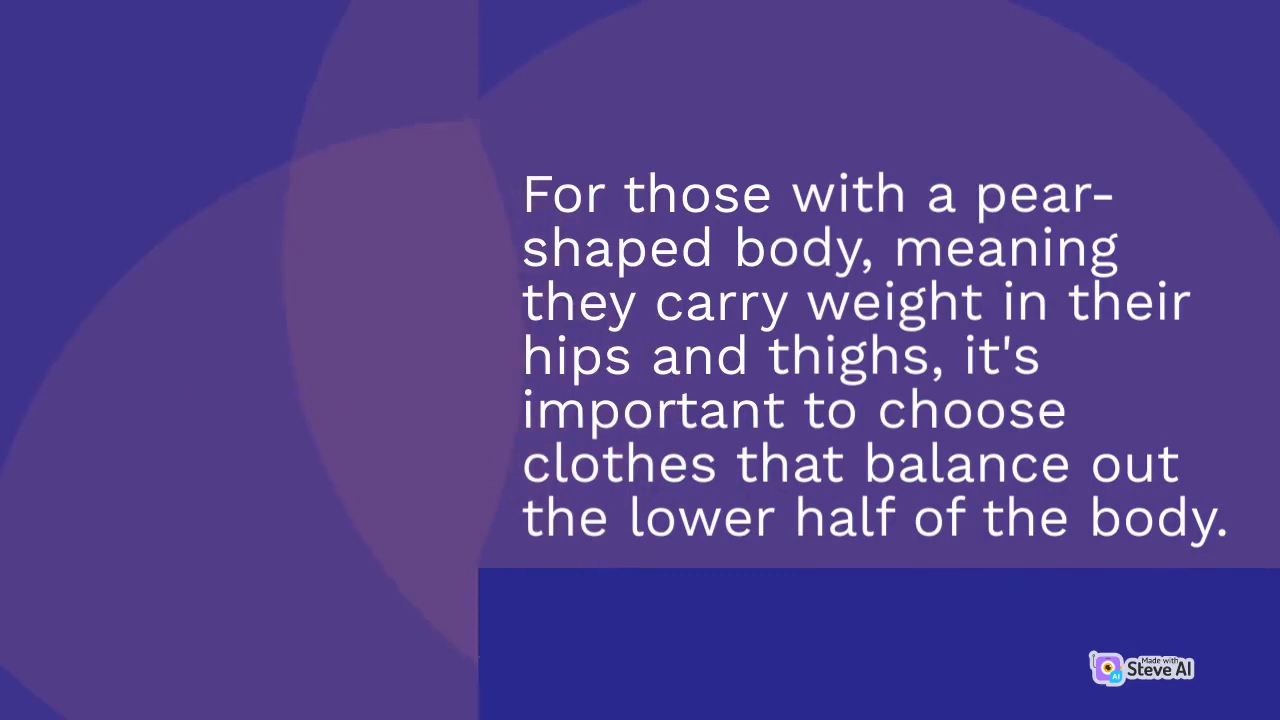 For those with a pear-
shaped body, meaning
they carry weight in their
hips and thighs, it's
important to choose
clothes that balance out
the lower half of the body.
Made with
Steve AI
AI